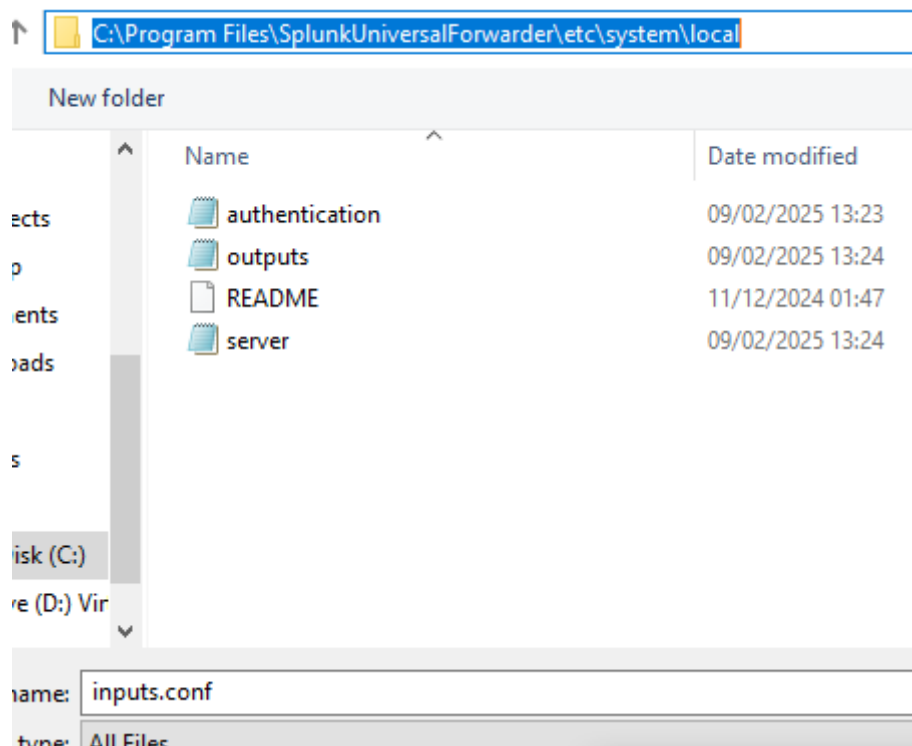 C:\Program Files\SplunkUniversalForwarder\etc\system\local
New folder
Name Date modified
authentication 09/02/2025 13:23
ects
outputs 09/02/2025 13:24
p
README 11/12/2024 01:47
ents
server 09/02/2025 13:24
oads
s
isk (C:)
ve (D:) Vir
name: inputs.conf
type: All Files